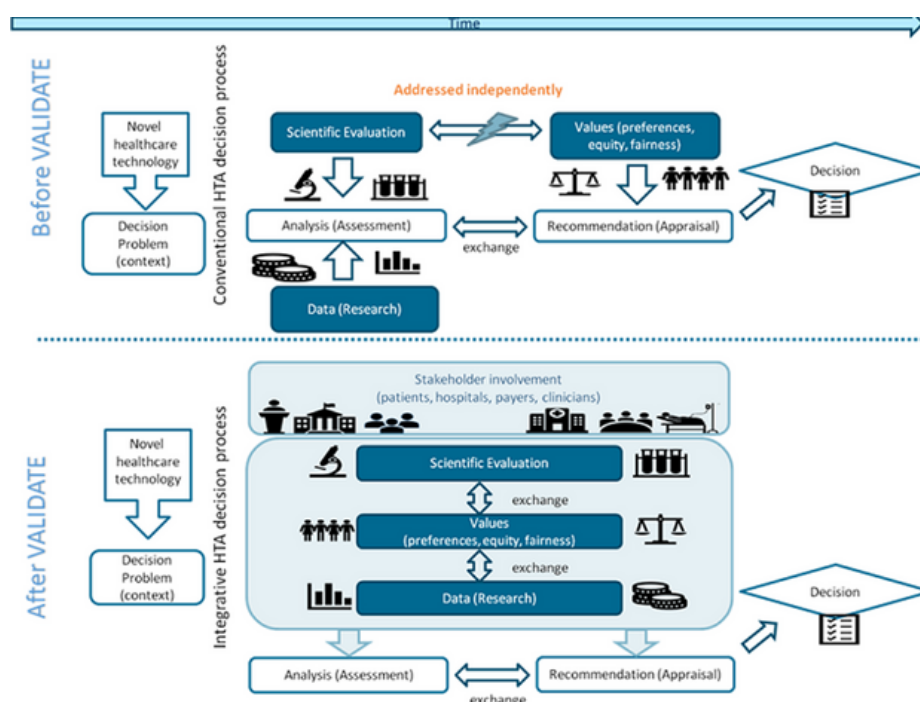 Time
Before VALIDATE
Novel
healthcare
technology
Decision
Problem
(context)
Conventional HTA decision process
Addressed independently
Scientific Evaluation
Values (preferences,
equity, fairness)
Analysis (Assessment)
exchange
Recommendation (Appraisal)
Decision
Data (Research)
After VALIDATE
Novel
healthcare
technology
Decision
Problem
(context)
Integrative HTA decision process
Stakeholder involvement
(patients, hospitals, payers, clinicians)
Scientific Evaluation
exchange
Values
(preferences, equity, fairness)
exchange
Data (Research)
Analysis (Assessment)
exchange
Recommendation (Appraisal)
Decision